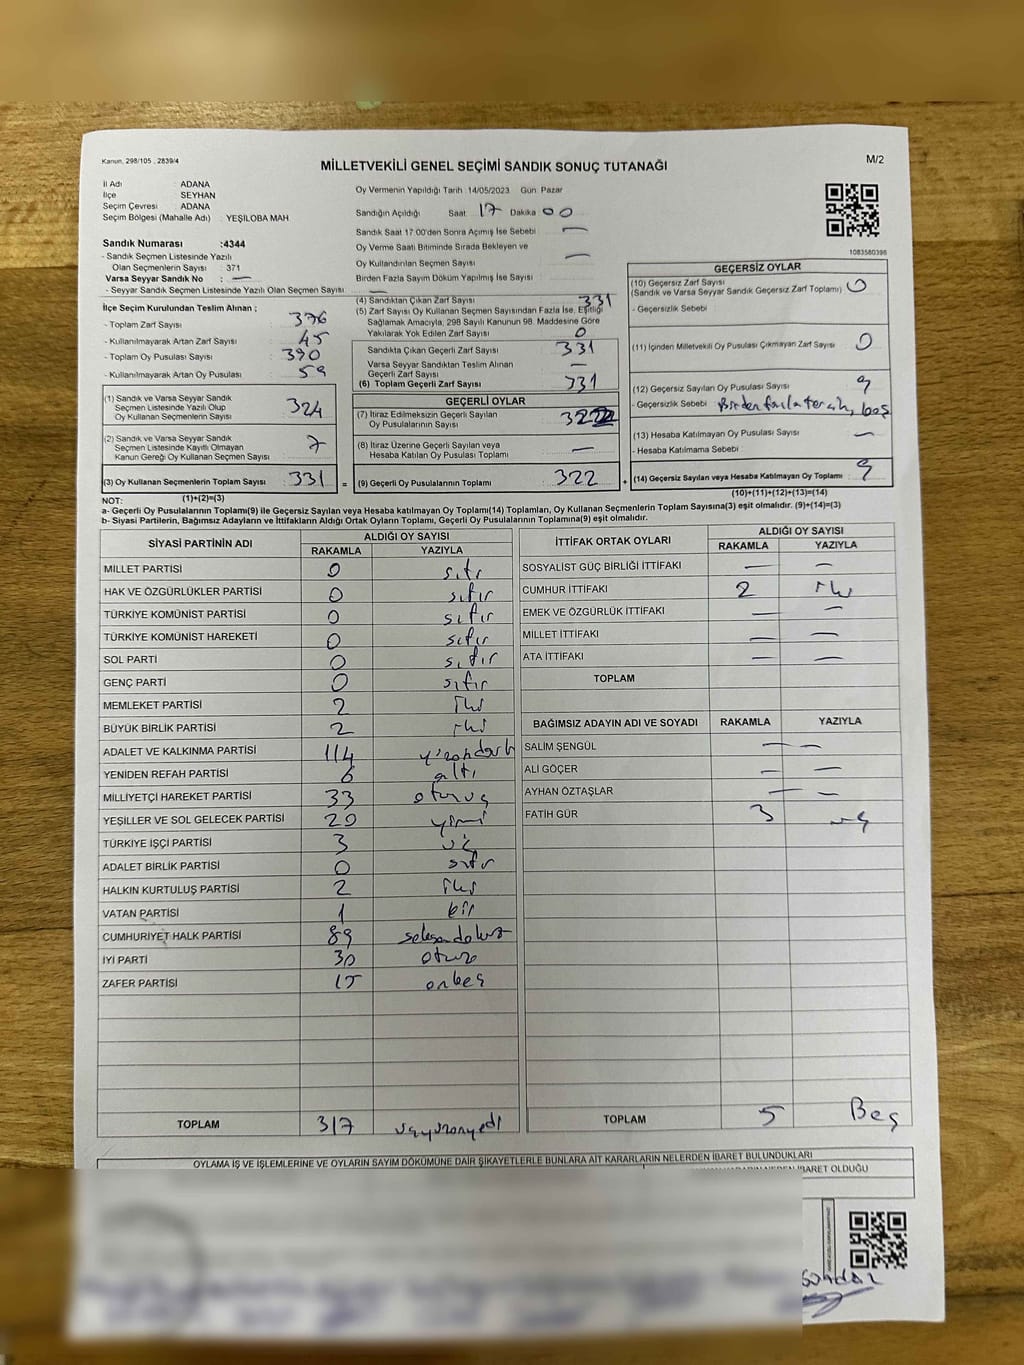 Kanun, 298/105 , 2839/4
MİLLETVEKİLİ GENEL SEÇİMİ SANDIK SONUÇ TUTANAĞI
M/2
İl Adı ADANA
İlçe SEYHAN
Seçim Çevresi ADANA
Seçim Bölgesi (Mahalle Adı) YEŞİLOBA MAH
Sandık Numarası :4344
- Sandık Seçmen Listesinde Yazılı
Olan Seçmenlerin Sayısı : 371
Varsa Seyyar Sandık No : —
- Seyyar Sandık Seçmen Listesinde Yazılı Olan Seçmen Sayısı : —
Oy Vermenin Yapıldığı Tarih :14/05/2023 Gün: Pazar
Sandığın Açıldığı Saat: 17 Dakika: 00
Sandık Saat 17:00'den Sonra Açımış İse Sebebi : —
Oy Verme Saati Bitiminde Sırada Bekleyen ve
Oy Kullandırılan Seçmen Sayısı : —
Birden Fazla Sayım Döküm Yapılmış İse Sayısı :
1083580396
İlçe Seçim Kurulundan Teslim Alınan ;
- Toplam Zarf Sayısı : 376
- Kullanılmayarak Artan Zarf Sayısı : 45
- Toplam Oy Pusulası Sayısı : 390
- Kullanılmayarak Artan Oy Pusulası : 59
(1) Sandık ve Varsa Seyyar Sandık
Seçmen Listesinde Yazılı Olup
Oy Kullanan Seçmenlerin Sayısı : 324
(2) Sandık ve Varsa Seyyar Sandık
Seçmen Listesinde Kayıtlı Olmayan
Kanun Gereği Oy Kullanan Seçmen Sayısı : 7
(3) Oy Kullanan Seçmenlerin Toplam Sayısı : 331
(4) Sandıktan Çıkan Zarf Sayısı : 331
(5) Zarf Sayısı Oy Kullanan Seçmen Sayısından Fazla İse, Eşitliği
Sağlamak Amacıyla, 298 Sayılı Kanunun 98. Maddesine Göre
Yakılarak Yok Edilen Zarf Sayısı : 0
Sandıkta Çıkan Geçerli Zarf Sayısı : 331
Varsa Seyyar Sandıktan Teslim Alınan
Geçerli Zarf Sayısı : —
(6) Toplam Geçerli Zarf Sayısı : 331
GEÇERLİ OYLAR
(7) İtiraz Edilmeksizin Geçerli Sayılan
Oy Pusulalarının Sayısı : 322
(8) İtiraz Üzerine Geçerli Sayılan veya
Hesaba Katılan Oy Pusulası Toplamı : —
= (9) Geçerli Oy Pusulalarının Toplamı : 322
GEÇERSİZ OYLAR
(10) Geçersiz Zarf Sayısı
(Sandık ve Varsa Seyyar Sandık Geçersiz Zarf Toplamı) : 0
- Geçersizlik Sebebi :
(11) İçinden Milletvekili Oy Pusulası Çıkmayan Zarf Sayısı : 0
(12) Geçersiz Sayılan Oy Pusulası Sayısı : 9
- Geçersizlik Sebebi : Birden fazla tercih, boş
(13) Hesaba Katılmayan Oy Pusulası Sayısı : —
- Hesaba Katılmama Sebebi :
+ (14) Geçersiz Sayılan veya Hesaba Katılmayan Oy Toplamı : 9
NOT: (1)+(2)=(3)
(10)+(11)+(12)+(13)=(14)
a- Geçerli Oy Pusulalarının Toplamı(9) ile Geçersiz Sayılan veya Hesaba katılmayan Oy Toplamı(14) Toplamları, Oy Kullanan Seçmenlerin Toplam Sayısına(3) eşit olmalıdır. (9)+(14)=(3)
b- Siyasi Partilerin, Bağımsız Adayların ve İttifakların Aldığı Ortak Oyların Toplamı, Geçerli Oy Pusulalarının Toplamına(9) eşit olmalıdır.
SİYASİ PARTİNİN ADI ALDIĞI OY SAYISI
RAKAMLA YAZIYLA
MİLLET PARTİSİ 0 sıfır
HAK VE ÖZGÜRLÜKLER PARTİSİ 0 sıfır
TÜRKİYE KOMÜNİST PARTİSİ 0 sıfır
TÜRKİYE KOMÜNİST HAREKETİ 0 sıfır
SOL PARTİ 0 sıfır
GENÇ PARTİ 0 sıfır
MEMLEKET PARTİSİ 2 iki
BÜYÜK BİRLİK PARTİSİ 2 iki
ADALET VE KALKINMA PARTİSİ 114 yüzondört
YENİDEN REFAH PARTİSİ 6 altı
MİLLİYETÇİ HAREKET PARTİSİ 33 otuzüç
YEŞİLLER VE SOL GELECEK PARTİSİ 20 yirmi
TÜRKİYE İŞÇİ PARTİSİ 3 üç
ADALET BİRLİK PARTİSİ 0 sıfır
HALKIN KURTULUŞ PARTİSİ 2 iki
VATAN PARTİSİ 1 bir
CUMHURİYET HALK PARTİSİ 89 seksendokuz
İYİ PARTİ 30 otuz
ZAFER PARTİSİ 15 onbeş
TOPLAM 317 üçyüzonyedi
İTTİFAK ORTAK OYLARI ALDIĞI OY SAYISI
RAKAMLA YAZIYLA
SOSYALİST GÜÇ BİRLİĞİ İTTİFAKI — —
CUMHUR İTTİFAKI 2 iki
EMEK VE ÖZGÜRLÜK İTTİFAKI — —
MİLLET İTTİFAKI — —
ATA İTTİFAKI — —
TOPLAM
BAĞIMSIZ ADAYIN ADI VE SOYADI RAKAMLA YAZIYLA
SALİM ŞENGÜL — —
ALİ GÖÇER — —
AYHAN ÖZTAŞLAR — —
FATİH GÜR 3 üç
TOPLAM 5 Beş
OYLAMA İŞ VE İŞLEMLERİNE VE OYLARIN SAYIM DÖKÜMÜNE DAİR ŞİKAYETLERLE BUNLARA AİT KARARLARIN NELERDEN İBARET BULUNDUKLARI
İBARET OLDUĞU